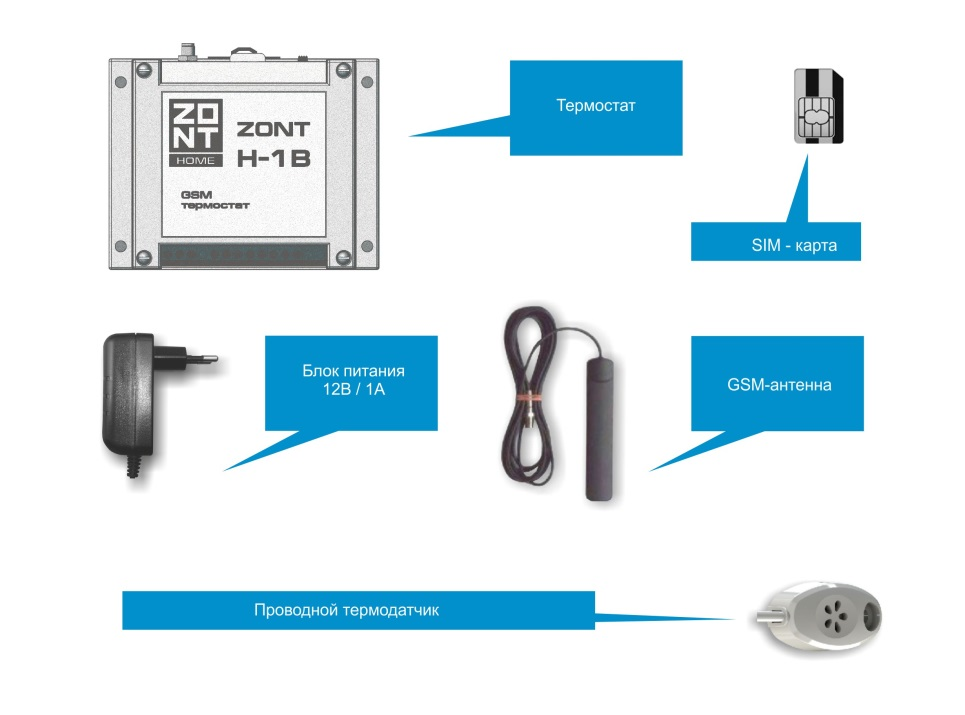 ZO
NT
HOME
ZONT
H-1B
GSM
термостат
Термостат
SIM - карта
Блок питания
12В / 1А
GSM-антенна
Проводной термодатчик